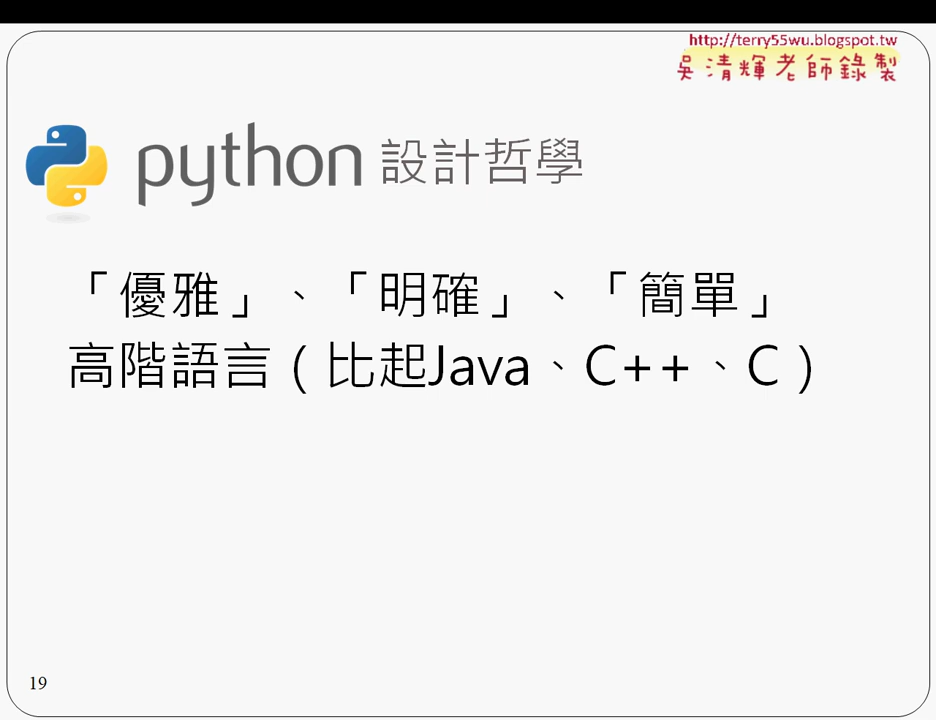 http://terry55wu.blogspot.tw
吳清輝老師錄製
python 設計哲學
「優雅」、「明確」、「簡單」
高階語言（比起Java、C++、C）
19